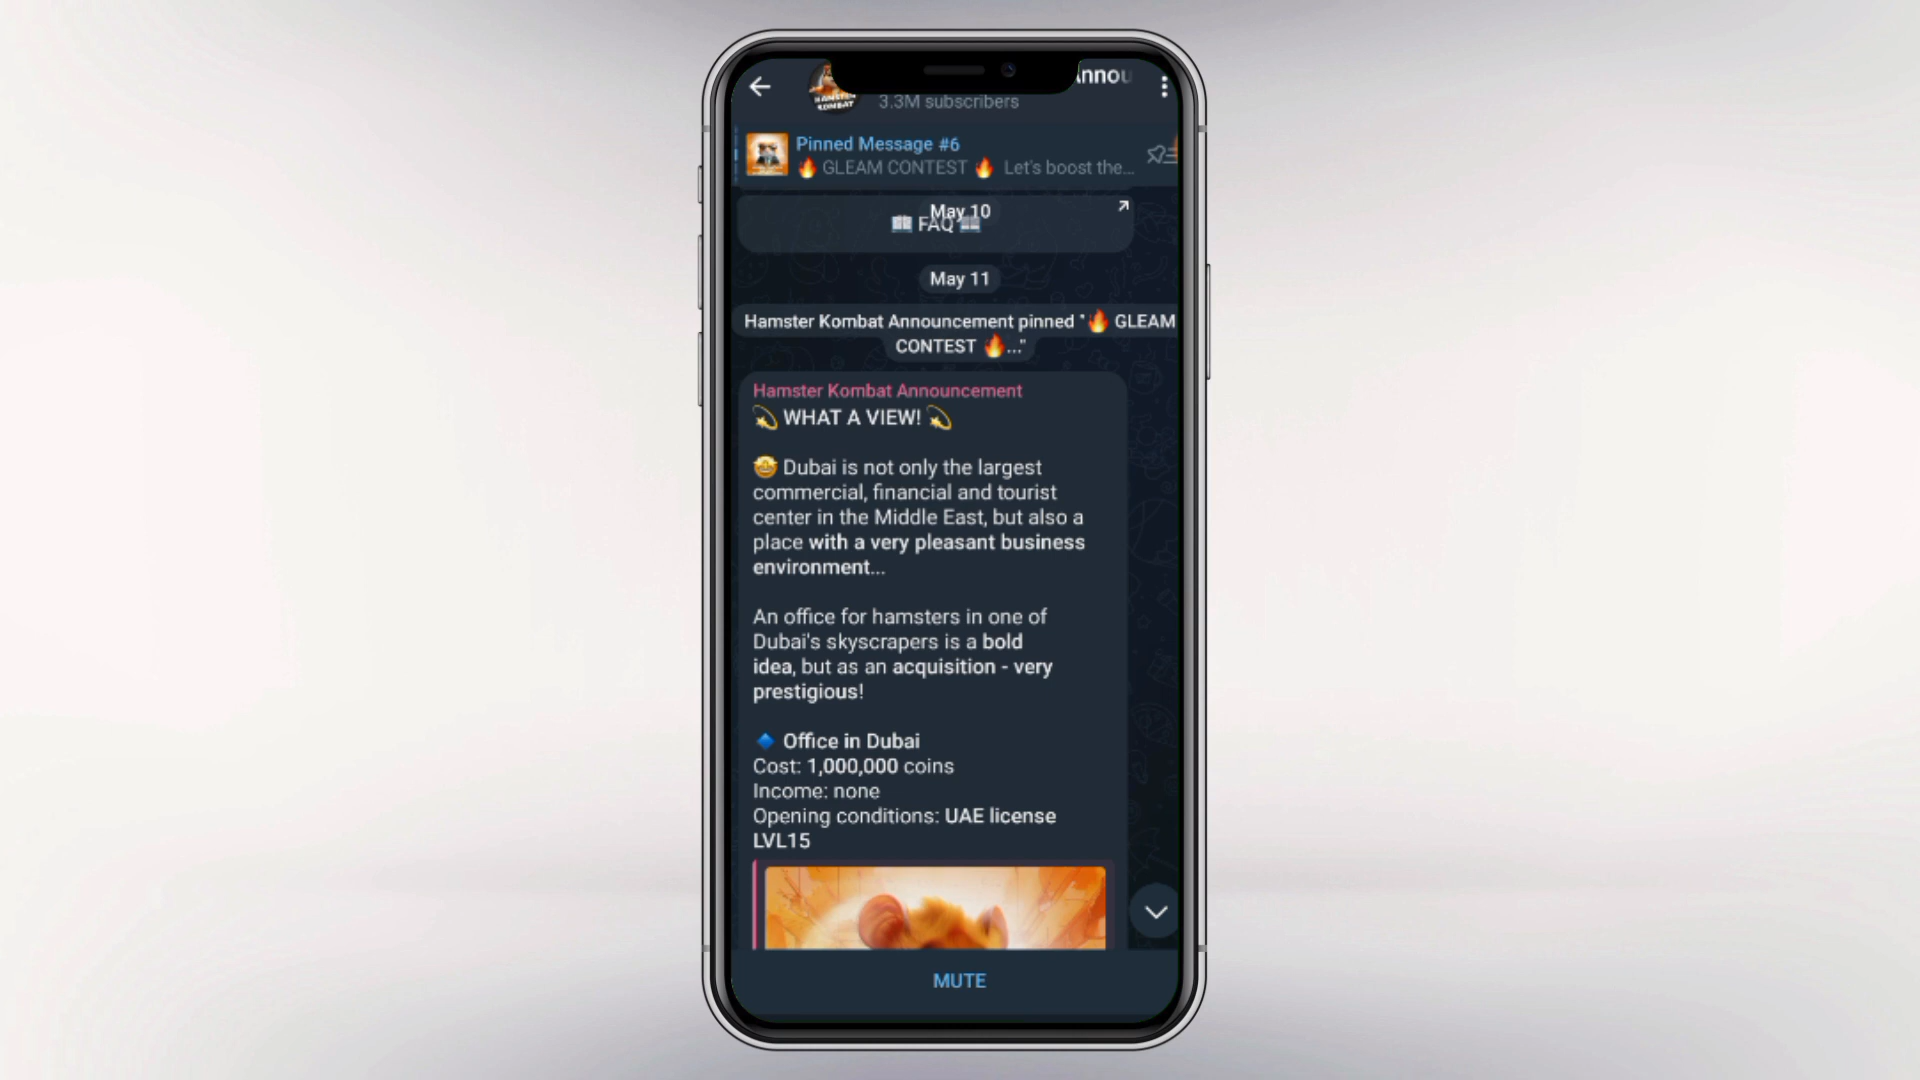 Annou
HAMSTER
KOMBAT
3.3M subscribers
Pinned Message #6
🔥 GLEAM CONTEST 🔥 Let's boost the...
May 10
📖 FAQ 📖
May 11
Hamster Kombat Announcement pinned "🔥 GLEAM
CONTEST 🔥..."
Hamster Kombat Announcement
💫 WHAT A VIEW! 💫
🤩 Dubai is not only the largest
commercial, financial and tourist
center in the Middle East, but also a
place with a very pleasant business
environment...
An office for hamsters in one of
Dubai's skyscrapers is a bold
idea, but as an acquisition - very
prestigious!
🔹 Office in Dubai
Cost: 1,000,000 coins
Income: none
Opening conditions: UAE license
LVL15
MUTE